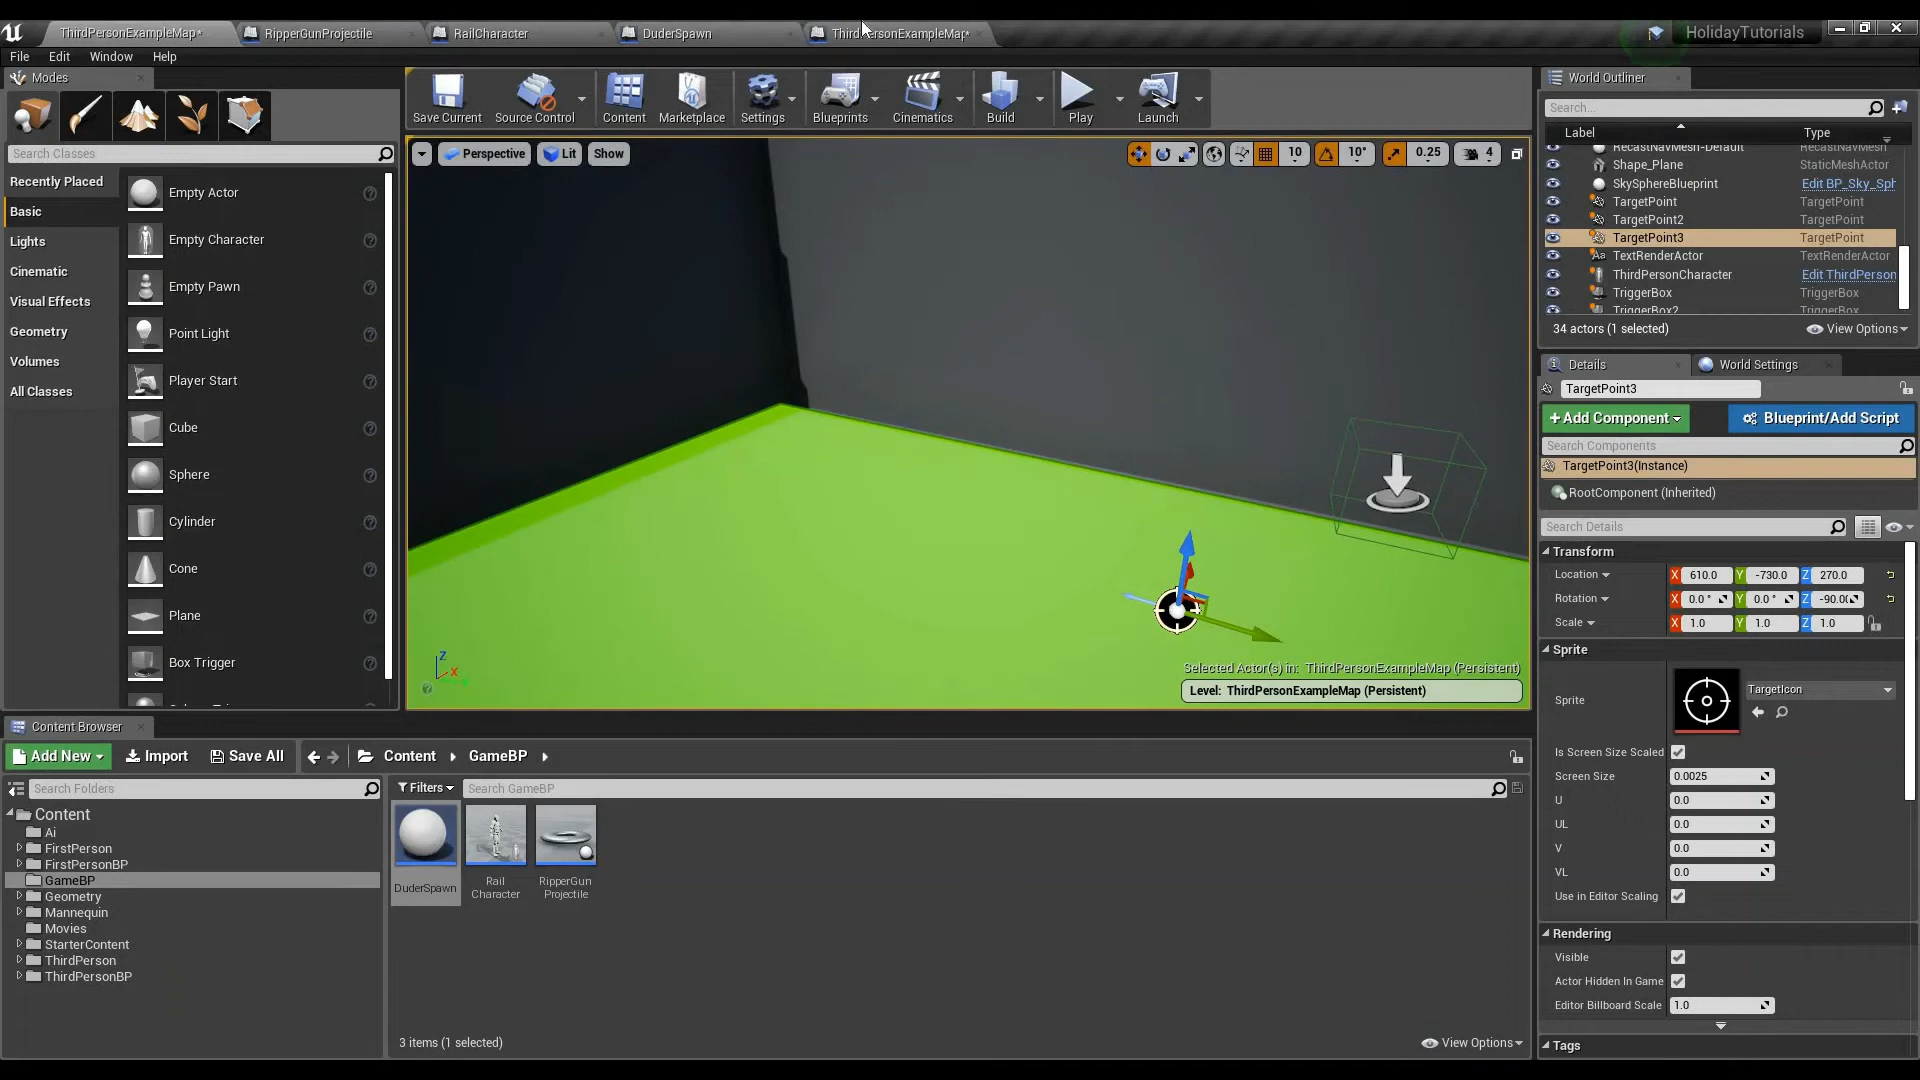 ThirdPersonExampleMap*
RipperGunProjectile
RailCharacter
DuderSpawn
ThirdPersonExampleMap*
HolidayTutorials
File Edit Window Help
Modes
Search Classes
Recently Placed
Basic
Lights
Cinematic
Visual Effects
Geometry
Volumes
All Classes
Empty Actor
Empty Character
Empty Pawn
Point Light
Player Start
Cube
Sphere
Cylinder
Cone
Plane
Box Trigger
Save Current
Source Control
Content
Marketplace
Settings
Blueprints
Cinematics
Build
Play
Launch
Perspective
Lit
Show
10
10°
0.25
4
Z
X
Selected Actor(s) in: ThirdPersonExampleMap (Persistent)
Level: ThirdPersonExampleMap (Persistent)
World Outliner
Search...
Label Type
RecastNavMesh-Default RecastNavMesh
Shape_Plane StaticMeshActor
SkySphereBlueprint Edit BP_Sky_Sph
TargetPoint TargetPoint
TargetPoint2 TargetPoint
TargetPoint3 TargetPoint
TextRenderActor TextRenderActor
ThirdPersonCharacter Edit ThirdPerson
TriggerBox TriggerBox
TriggerBox2 TriggerBox
34 actors (1 selected)
View Options
Details
World Settings
TargetPoint3
+Add Component
Blueprint/Add Script
Search Components
TargetPoint3(Instance)
RootComponent (Inherited)
Search Details
Transform
Location X 610.0 Y -730.0 Z 270.0
Rotation X 0.0 ° Y 0.0 ° Z -90.0(
Scale X 1.0 Y 1.0 Z 1.0
Sprite
Sprite
TargetIcon
Is Screen Size Scaled
Screen Size 0.0025
U 0.0
UL 0.0
V 0.0
VL 0.0
Use in Editor Scaling
Rendering
Visible
Actor Hidden In Game
Editor Billboard Scale 1.0
Tags
Content Browser
Add New
Import
Save All
Content
GameBP
Search Folders
Content
Ai
FirstPerson
FirstPersonBP
GameBP
Geometry
Mannequin
Movies
StarterContent
ThirdPerson
ThirdPersonBP
Filters
Search GameBP
DuderSpawn
Rail
Character
RipperGun
Projectile
3 items (1 selected)
View Options